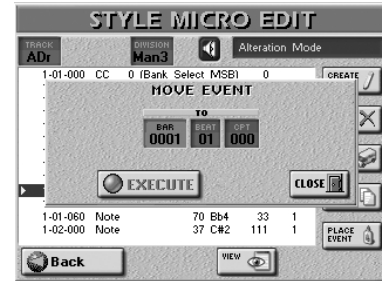 STYLE MICRO EDIT
TRACK DIVISION
ADr Man3 Alteration Mode
1-01-000 CC 0 (Bank Select MSB) 0 CREATE
MOVE EVENT
TO
BAR BEAT CPT
0001 01 000
EXECUTE CLOSE
1-01-060 Note 70 Bb4 33 1
1-02-000 Note 37 C#2 111 1
PLACE EVENT
Back VIEW